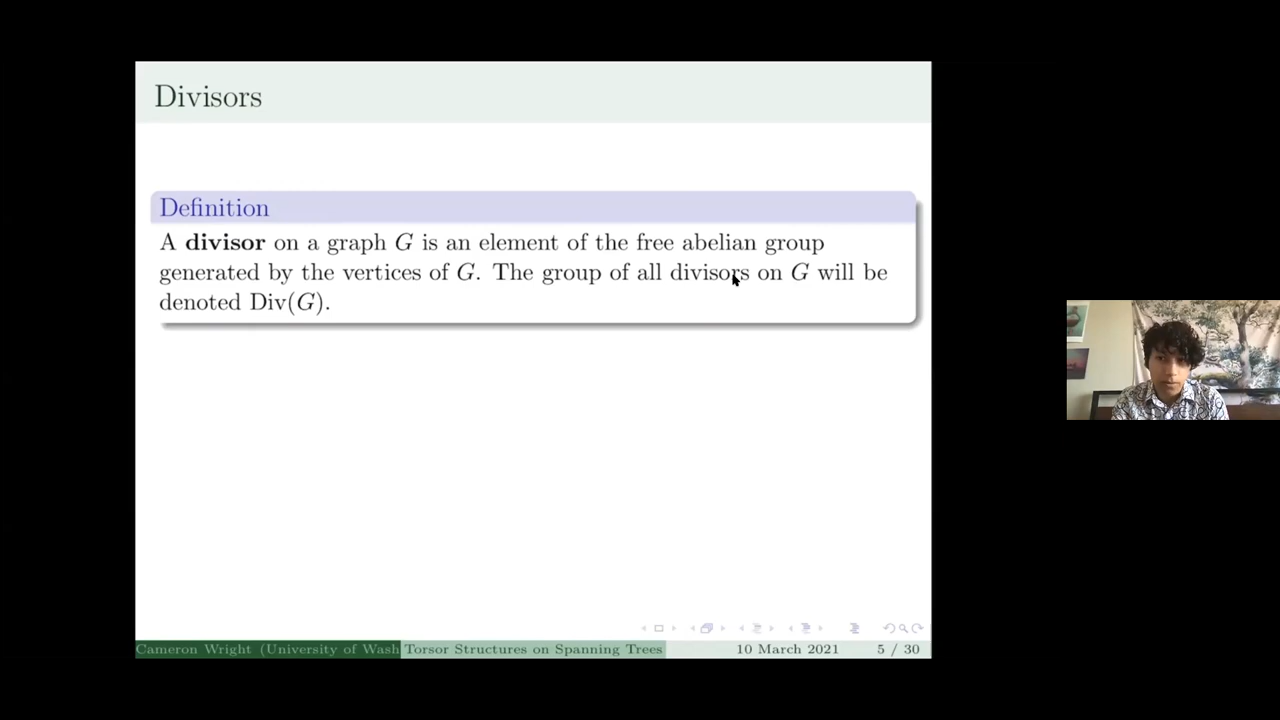 Divisors
Definition
A divisor on a graph G is an element of the free abelian group
generated by the vertices of G. The group of all divisors on G will be
denoted Div(G).
Cameron Wright (University of Wash
Torsor Structures on Spanning Trees
10 March 2021
5 / 30